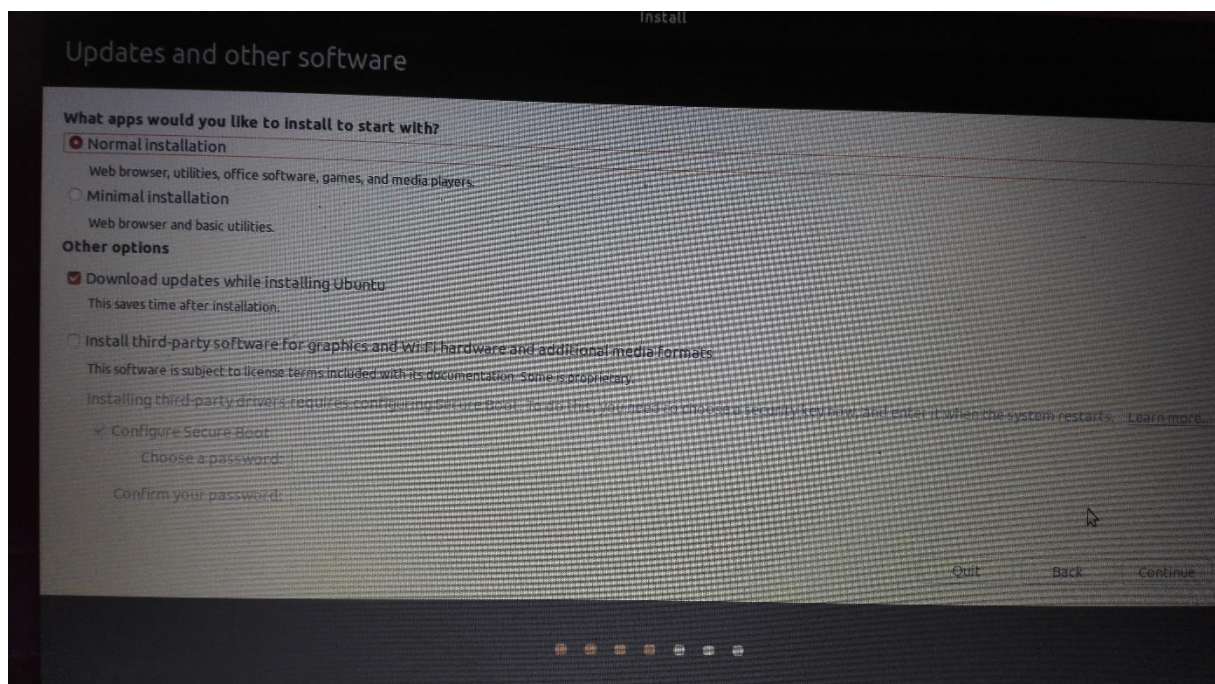 Install
Updates and other software
What apps would you like to install to start with?
Normal installation
Web browser, utilities, office software, games, and media players.
Minimal installation
Web browser and basic utilities.
Other options
Download updates while installing Ubuntu
This saves time after installation.
Install third-party software for graphics and Wi-Fi hardware and additional media formats
This software is subject to license terms included with its documentation. Some is proprietary.
Installing third-party drivers requires configuring Secure Boot. To do this, you need to choose a security key now, and enter it when the system restarts. Learn more...
Configure Secure Boot
Choose a password:
Confirm your password:
Quit Back Continue